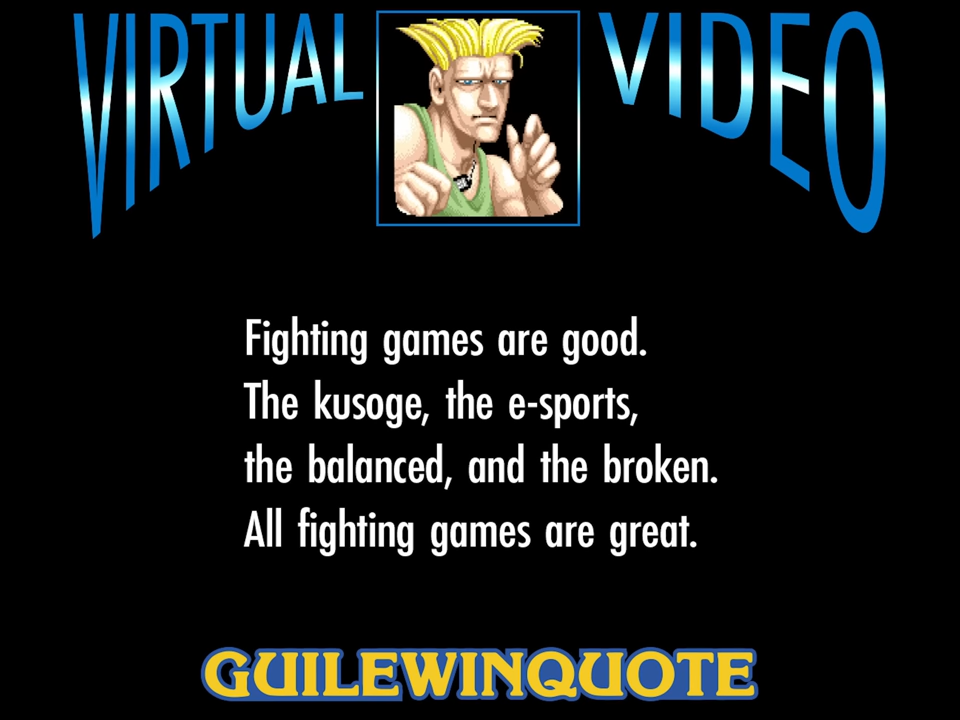 VIRTUAL VIDEO
Fighting games are good.
The kusoge, the e-sports,
the balanced, and the broken.
All fighting games are great.
GUILEWINQUOTE